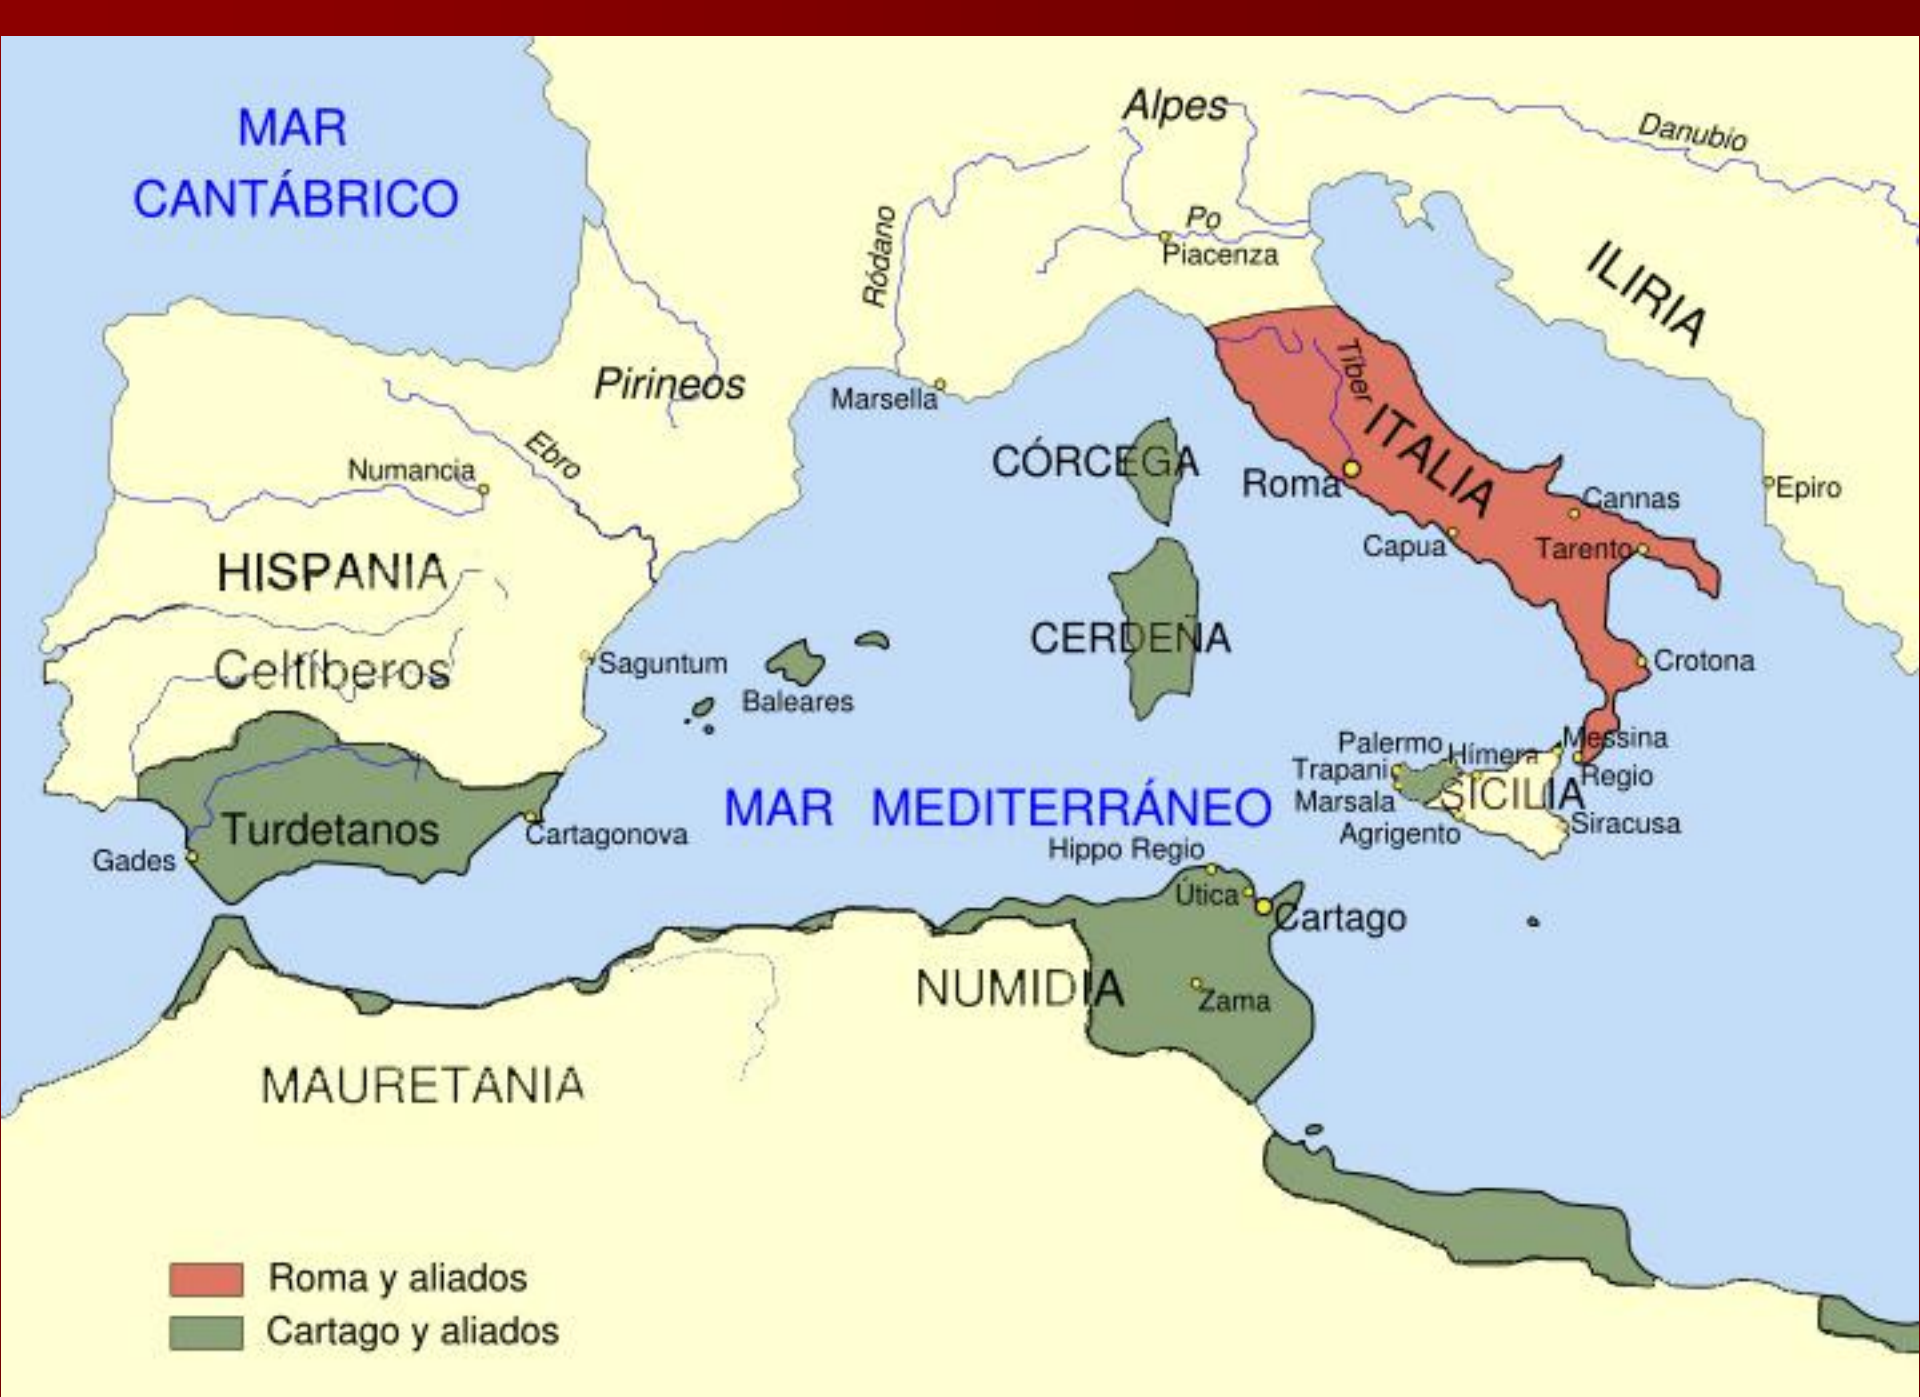 MAR
CANTÁBRICO
Alpes
Danubio
Ródano
Po
Piacenza
ILIRIA
Pirineos
Marsella
Tíber
ITALIA
Ebro
Numancia
CÓRCEGA
Roma
Cannas
Epiro
Capua
Tarento
HISPANIA
CERDEÑA
Celtíberos
Saguntum
Baleares
Crotona
Palermo
Hímera
Messina
Trapani
Regio
SICILIA
Marsala
MAR MEDITERRÁNEO
Agrigento
Siracusa
Turdetanos
Cartagonova
Gades
Hippo Regio
Útica
Cartago
NUMIDIA
Zama
MAURETANIA
Roma y aliados
Cartago y aliados